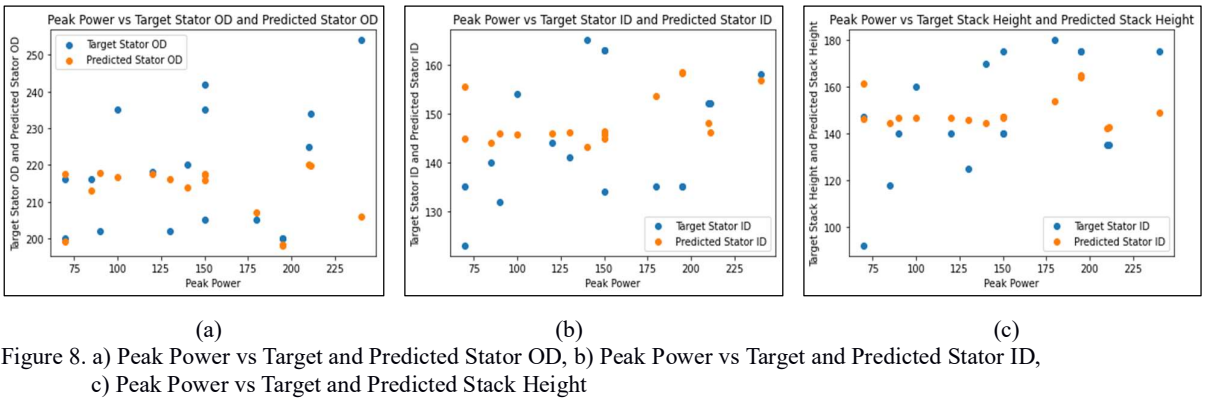 Peak Power vs Target Stator OD and Predicted Stator OD
Target Stator OD and Predicted Stator OD
250
240
230
220
210
200
Target Stator OD
Predicted Stator OD
75 100 125 150 175 200 225
Peak Power
Peak Power vs Target Stator ID and Predicted Stator ID
Target Stator ID and Predicted Stator ID
160
150
140
130
Target Stator ID
Predicted Stator ID
75 100 125 150 175 200 225
Peak Power
Peak Power vs Target Stack Height and Predicted Stack Height
Target Stack Height and Predicted Stack Height
180
160
140
120
100
Target Stator ID
Predicted Stator ID
75 100 125 150 175 200 225
Peak Power
(a) (b) (c)
Figure 8. a) Peak Power vs Target and Predicted Stator OD, b) Peak Power vs Target and Predicted Stator ID,
c) Peak Power vs Target and Predicted Stack Height